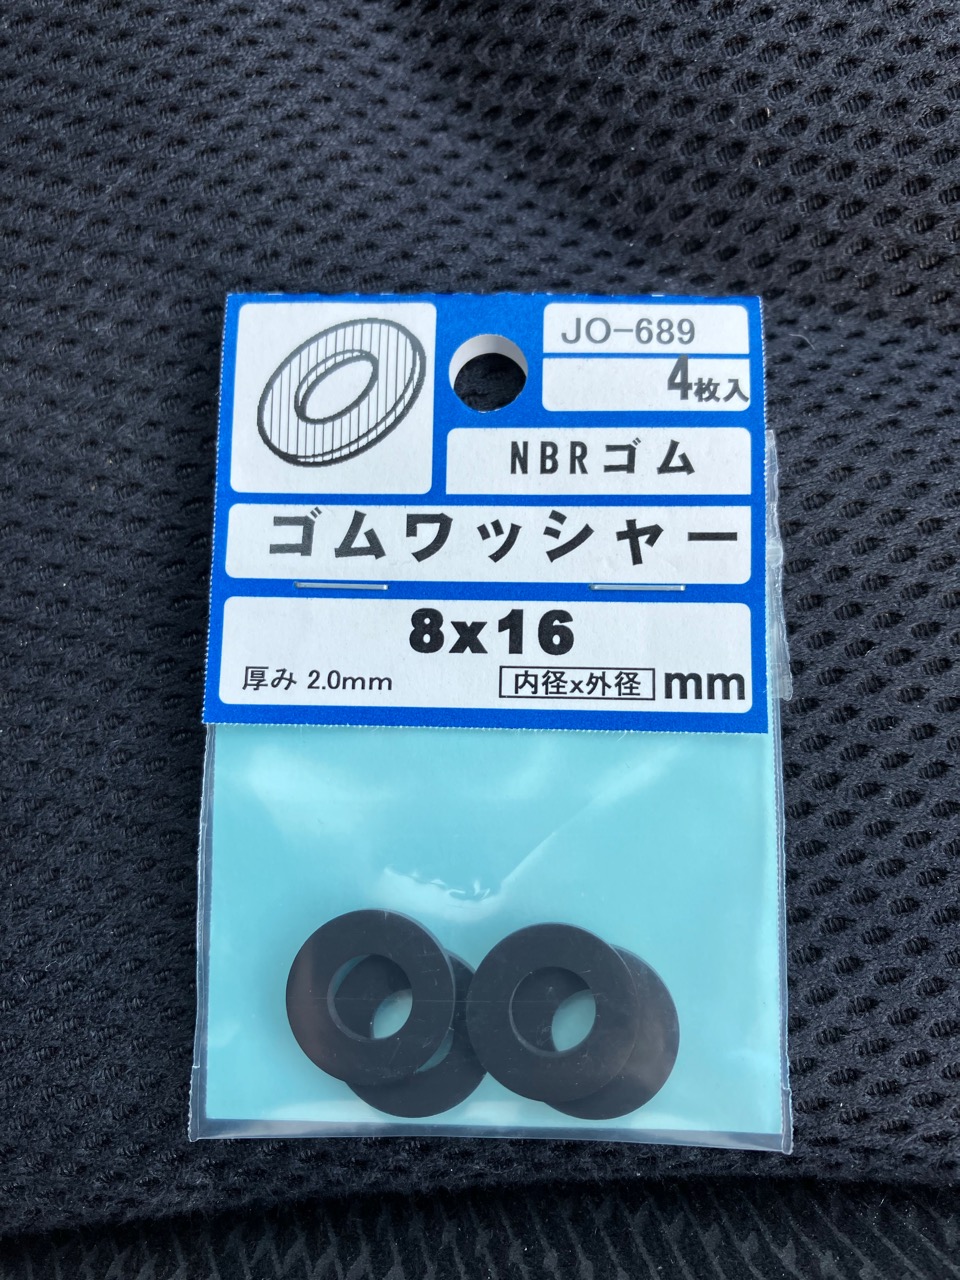 JO-689
4枚入
NBRゴム
ゴムワッシャー
8x16
厚み 2.0mm 内径x外径 mm